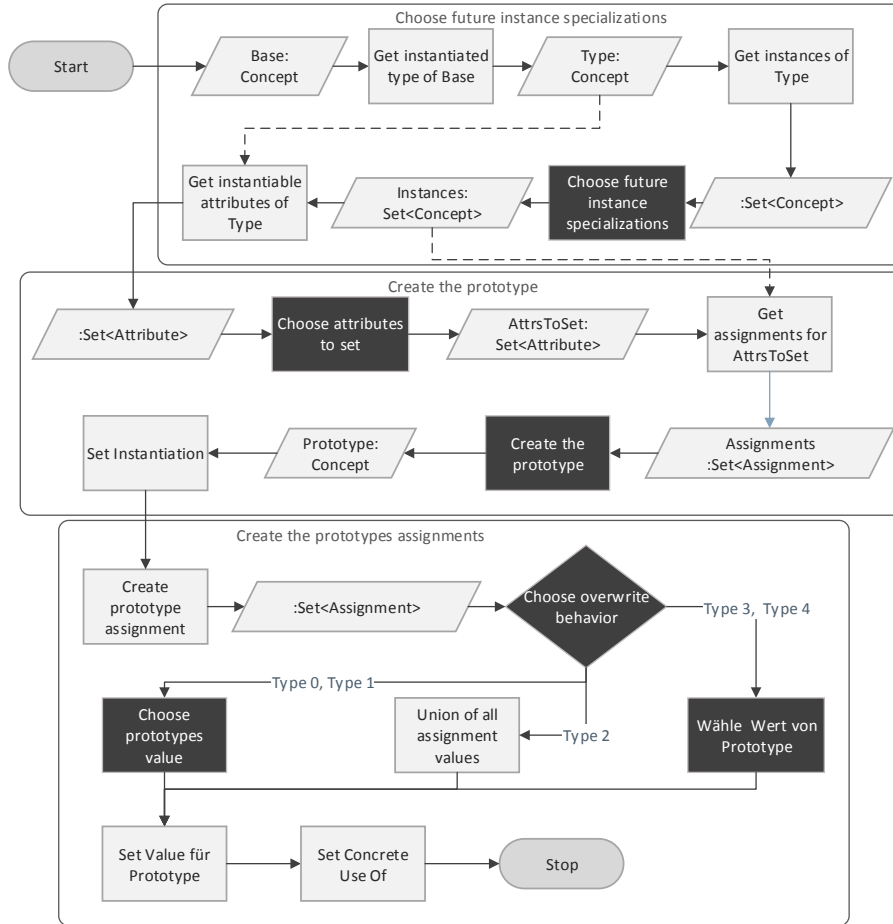 Choose future instance specializations
Start
Base:
Concept
Get instantiated
type of Base
Type:
Concept
Get instances of
Type
Get instantiable
attributes of
Type
Instances:
Set<Concept>
Choose future
instance
specializations
:Set<Concept>
Create the prototype
:Set<Attribute>
Choose attributes
to set
AttrsToSet:
Set<Attribute>
Get
assignments for
AttrsToSet
Set Instantiation
Prototype:
Concept
Create the
prototype
Assignments
:Set<Assignment>
Create the prototypes assignments
Create
prototype
assignment
:Set<Assignment>
Choose overwrite
behavior
Type 3, Type 4
Type 0, Type 1
Choose
prototypes
value
Union of all
assignment
values
Type 2
Wähle Wert von
Prototype
Set Value für
Prototype
Set Concrete
Use Of
Stop